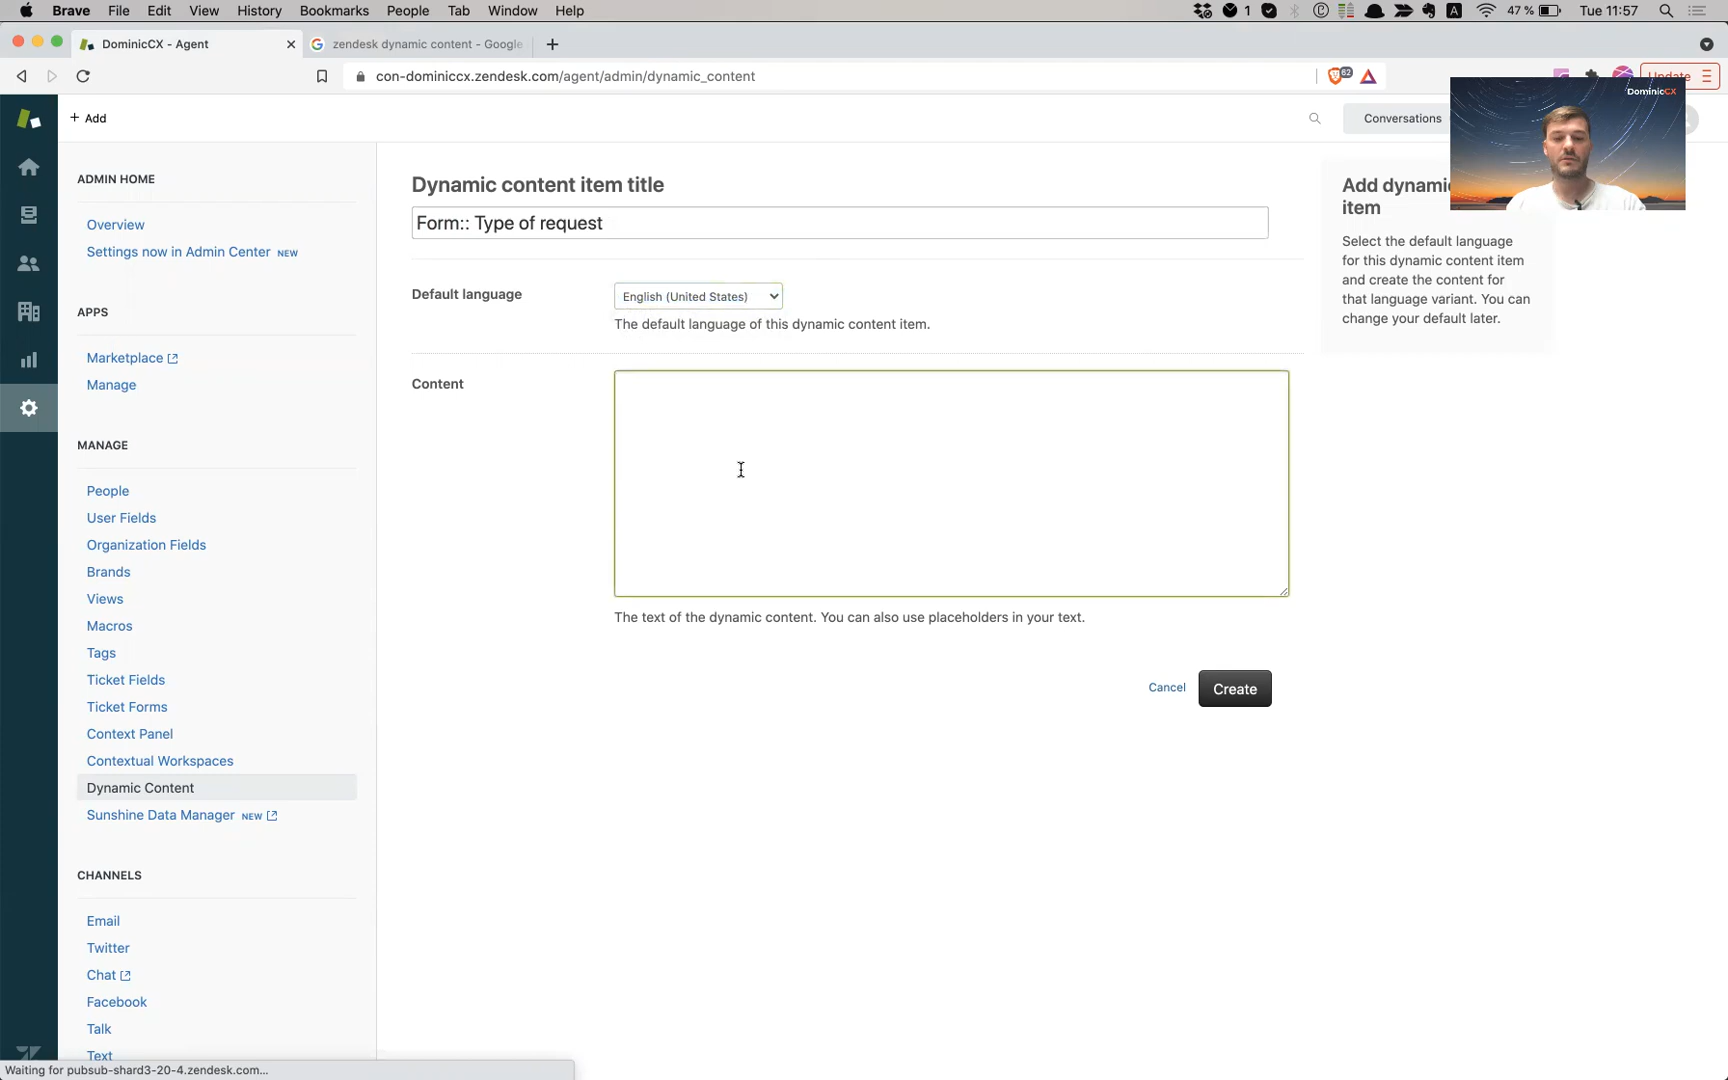 Brave File Edit View History Bookmarks People Tab Window Help
1 A 47 % Tue 11:57
DominicCX - Agent
zendesk dynamic content - Google
con-dominiccx.zendesk.com/agent/admin/dynamic_content
62
Update
+ Add
Conversations
DominicCX
ADMIN HOME
Overview
Settings now in Admin Center NEW
APPS
Marketplace
Manage
MANAGE
People
User Fields
Organization Fields
Brands
Views
Macros
Tags
Ticket Fields
Ticket Forms
Context Panel
Contextual Workspaces
Dynamic Content
Sunshine Data Manager NEW
CHANNELS
Email
Twitter
Chat
Facebook
Talk
Text
Dynamic content item title
Form:: Type of request
Default language
English (United States)
The default language of this dynamic content item.
Content
The text of the dynamic content. You can also use placeholders in your text.
Cancel
Create
Add dynami
item
Select the default language
for this dynamic content item
and create the content for
that language variant. You can
change your default later.
Waiting for pubsub-shard3-20-4.zendesk.com...